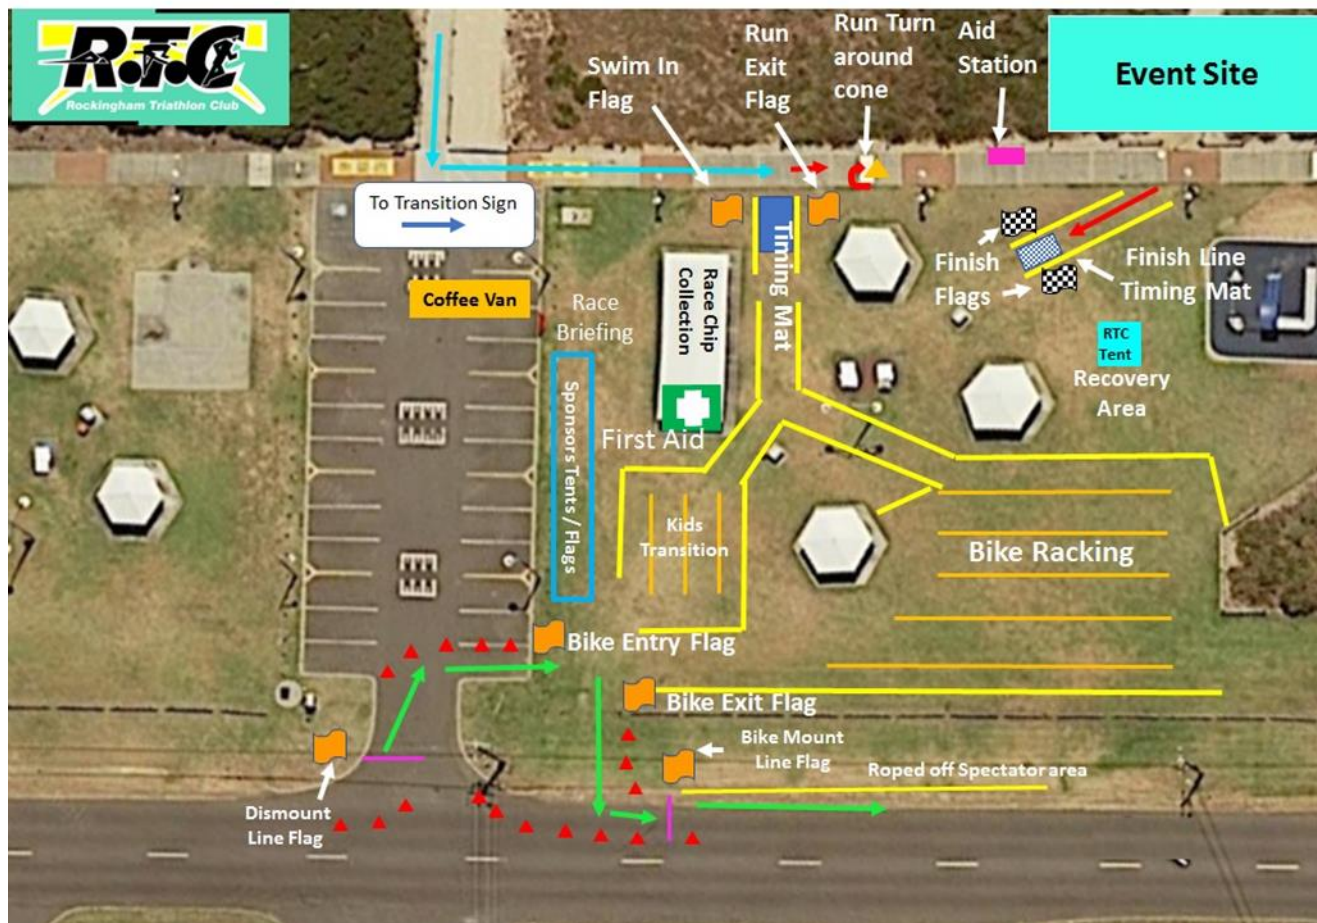 R.T.C
Rockingham Triathlon Club
Swim In
Flag
Run
Exit
Flag
Run Turn
around
cone
Aid
Station
Event Site
To Transition Sign
Coffee Van
Race
Briefing
Race Chip
Collection
Timing Mat
Finish
Flags
Finish Line
Timing Mat
RTC
Tent
Recovery
Area
Sponsors Tents / Flags
First Aid
Kids
Transition
Bike Racking
Bike Entry Flag
Bike Exit Flag
Bike Mount
Line Flag
Roped off Spectator area
Dismount
Line Flag